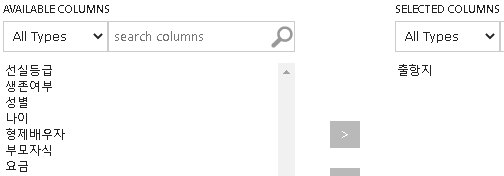 AVAILABLE COLUMNS
All Types
search columns
선실등급
생존여부
성별
나이
형제배우자
부모자식
요금
>
SELECTED COLUMNS
All Types
출항지